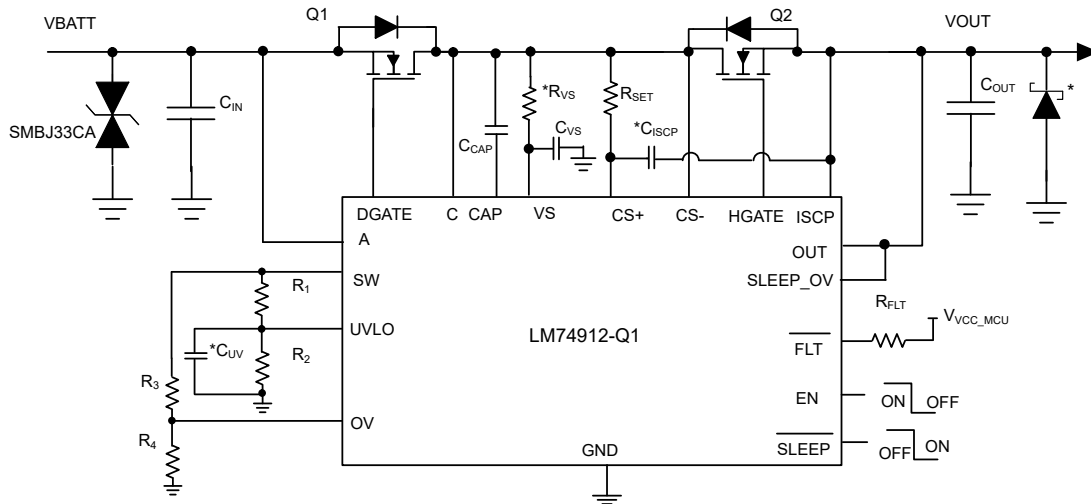 VBATT
Q1
Q2
VOUT
SMBJ33CA
CIN
*RVS
CVS
CCAP
RSET
*CISCP
COUT
*
DGATE
C
CAP
VS
CS+
CS-
HGATE
ISCP
A
OUT
SW
SLEEP_OV
R1
RFLT
VVCC_MCU
UVLO
LM74912-Q1
FLT
*CUV
R2
R3
EN
ON
OFF
OV
R4
GND
SLEEP
OFF
ON